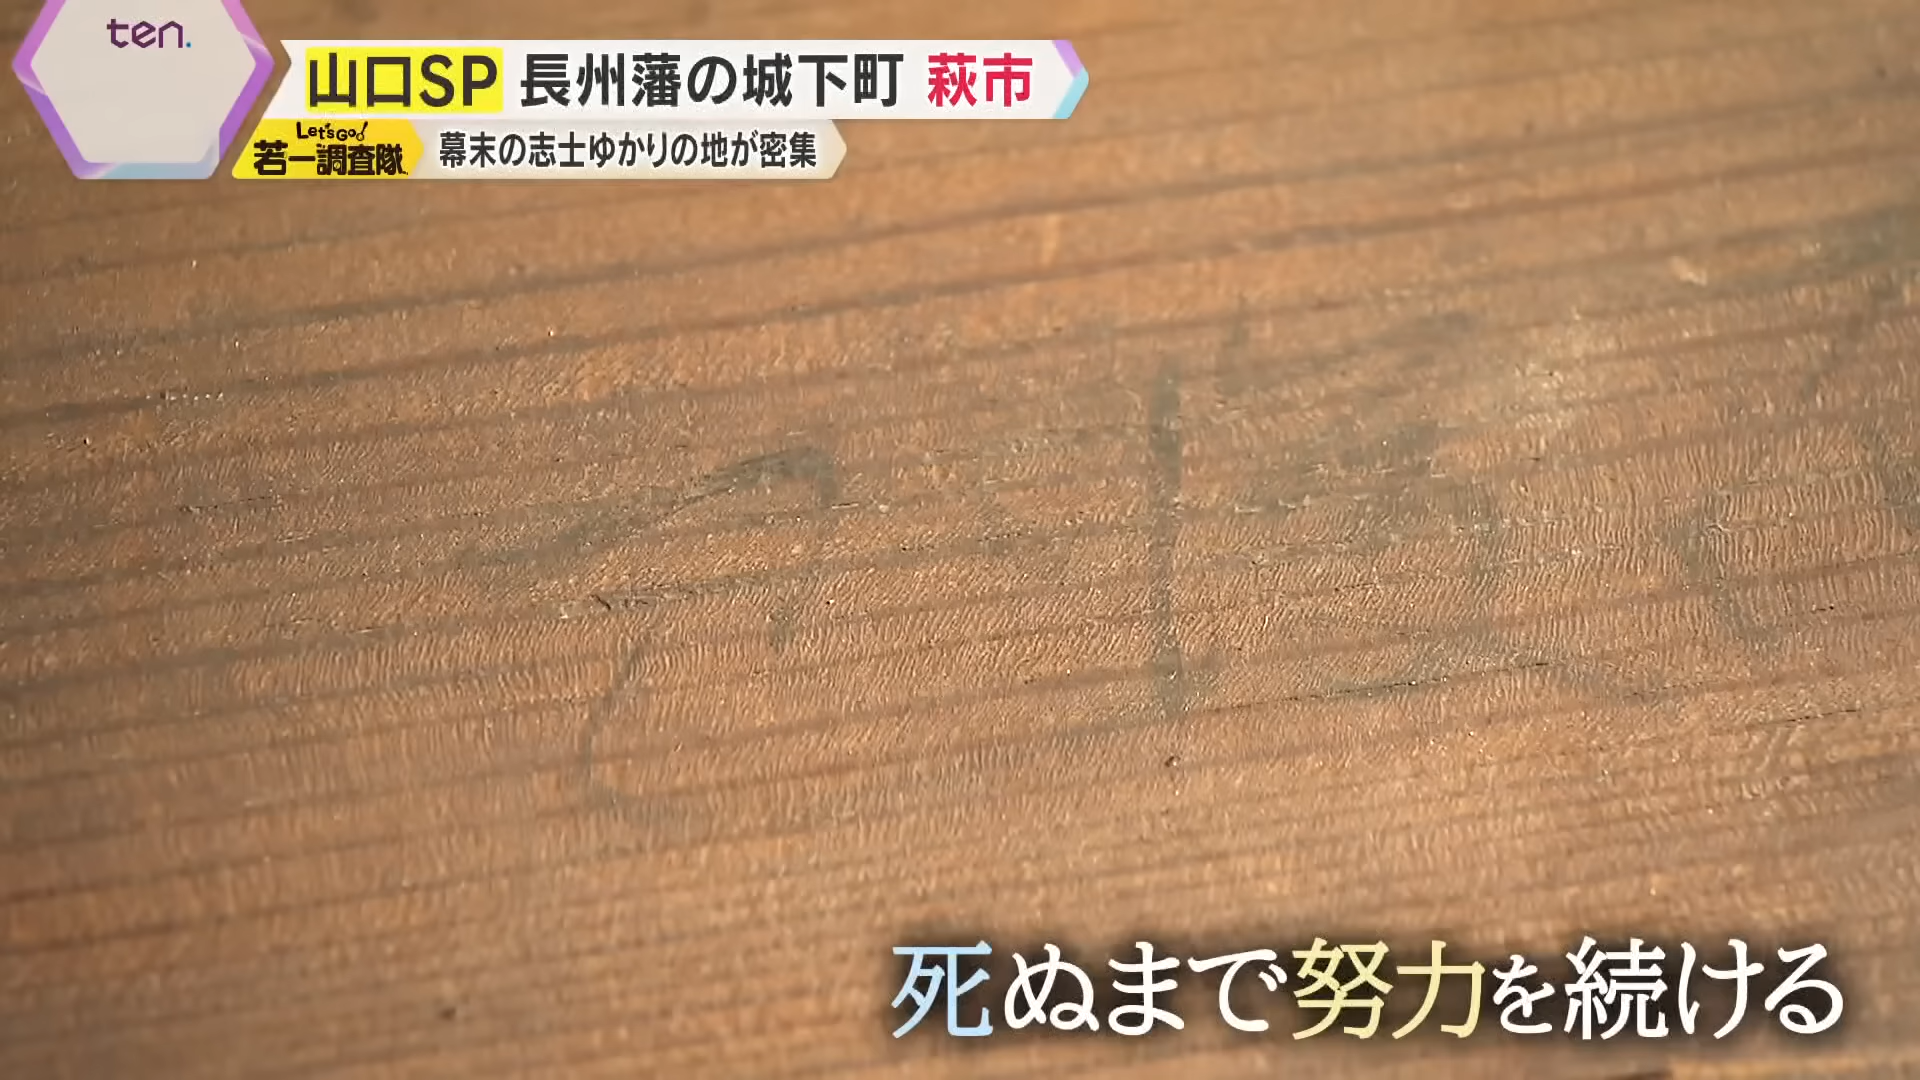 ten.
山口SP 長州藩の城下町 萩市
Let's Go!
若一調査隊
幕末の志士ゆかりの地が密集
死ぬまで努力を続ける